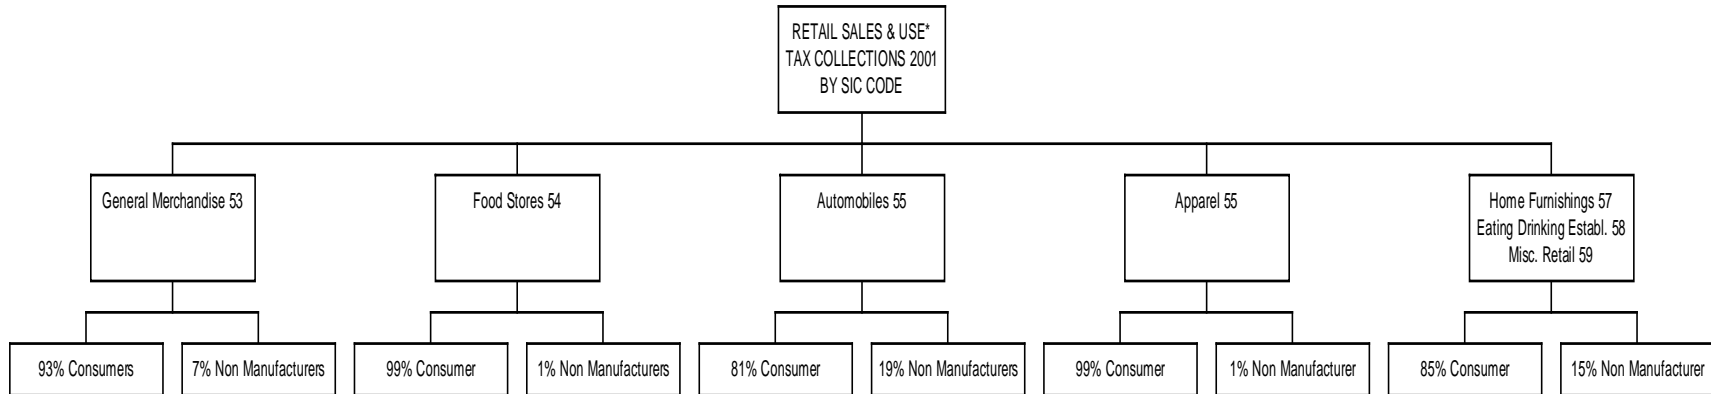 RETAIL SALES & USE*
TAX COLLECTIONS 2001
BY SIC CODE
General Merchandise 53
Food Stores 54
Automobiles 55
Apparel 55
Home Furnishings 57
Eating Drinking Establ. 58
Misc. Retail 59
93% Consumers
7% Non Manufacturers
99% Consumer
1% Non Manufacturers
81% Consumer
19% Non Manufacturers
99% Consumer
1% Non Manufacturer
85% Consumer
15% Non Manufacturer